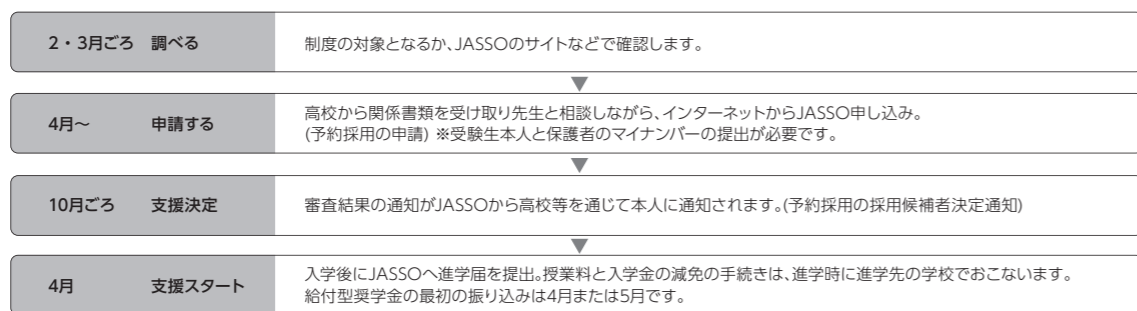 2・3月ごろ 調べる
制度の対象となるか、JASSOのサイトなどで確認します。
4月～ 申請する
高校から関係書類を受け取り先生と相談しながら、インターネットからJASSO申し込み。
(予約採用の申請) ※受験生本人と保護者のマイナンバーの提出が必要です。
10月ごろ 支援決定
審査結果の通知がJASSOから高校等を通じて本人に通知されます。(予約採用の採用候補者決定通知)
4月 支援スタート
入学後にJASSOへ進学届を提出。授業料と入学金の減免の手続きは、進学時に進学先の学校でおこないます。
給付型奨学金の最初の振り込みは4月または5月です。